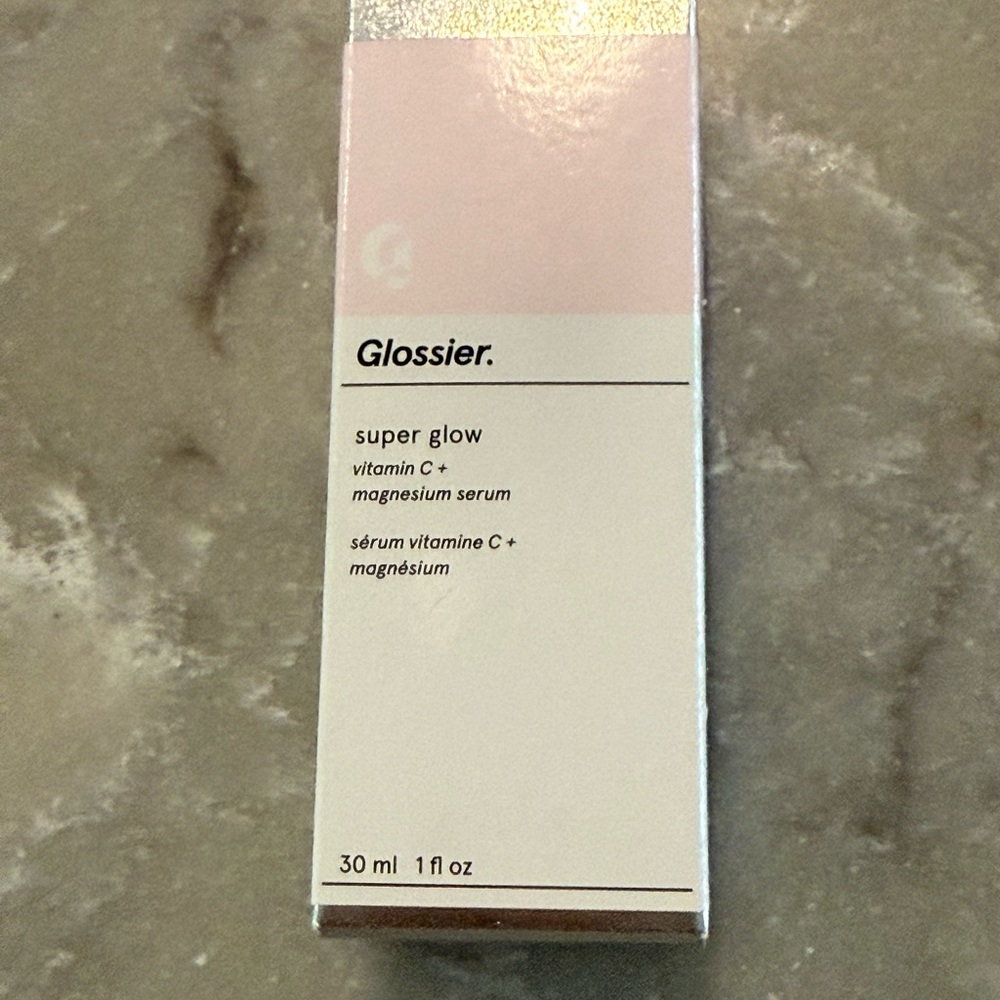 G
Glossier.
super glow
vitamin C +
magnesium serum
sérum vitamine C +
magnésium
30 ml 1 fl oz